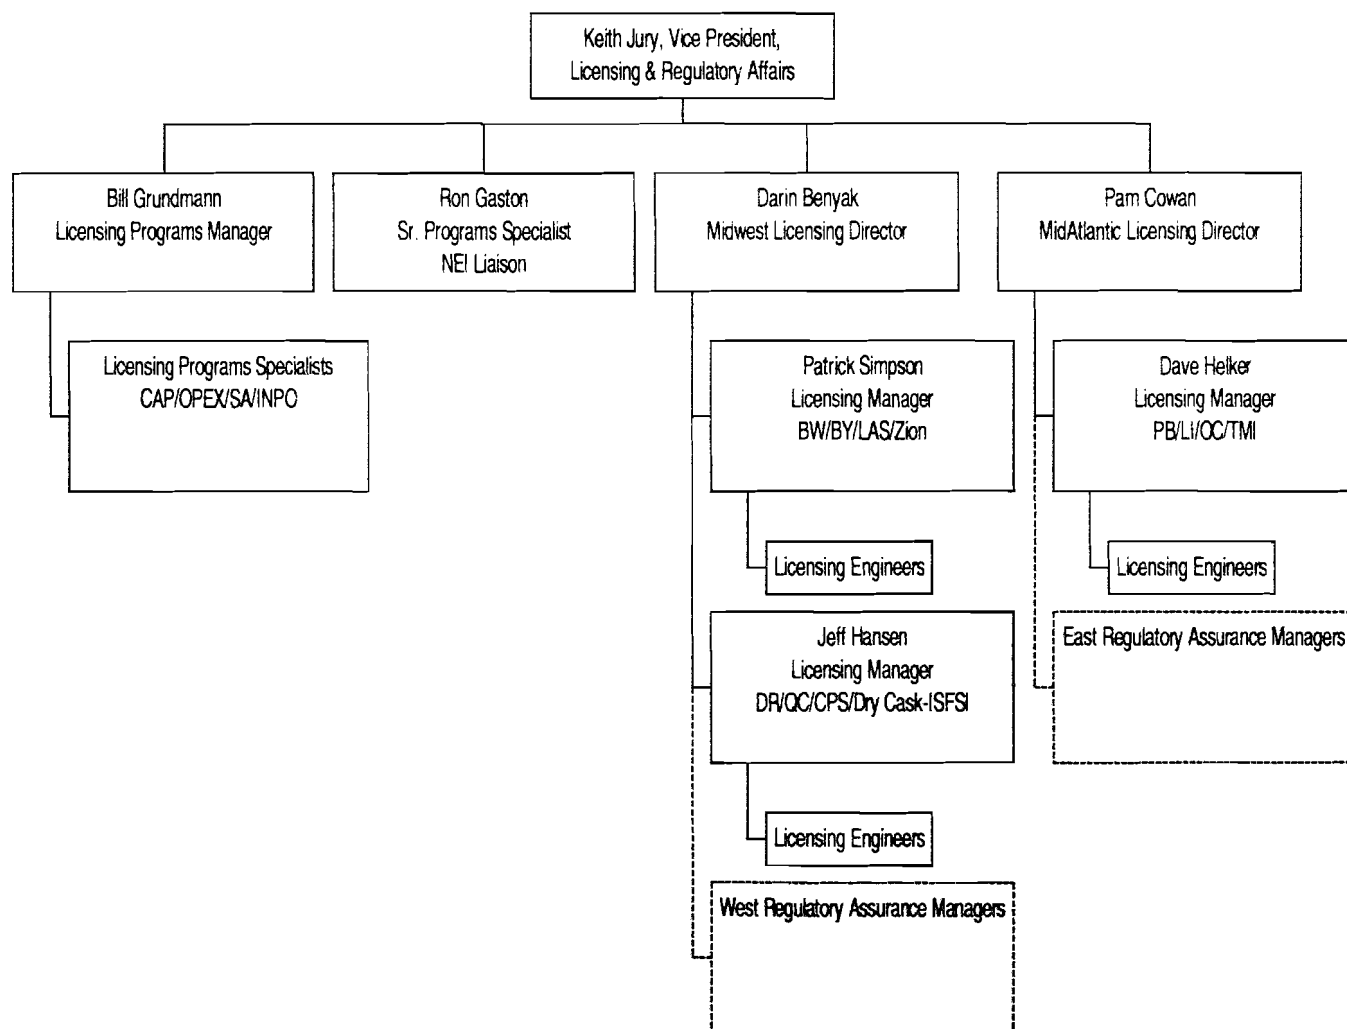 Keith Jury, Vice President,
Licensing & Regulatory Affairs
Bill Grundmann
Licensing Programs Manager
Ron Gaston
Sr. Programs Specialist
NEI Liaison
Darin Benyak
Midwest Licensing Director
Pam Cowan
MidAtlantic Licensing Director
Licensing Programs Specialists
CAP/OPEX/SA/INPO
Patrick Simpson
Licensing Manager
BW/BY/LAS/Zion
Dave Helker
Licensing Manager
PB/LI/OC/TMI
Licensing Engineers
Licensing Engineers
Jeff Hansen
Licensing Manager
DR/QC/CPS/Dry Cask-ISFSI
East Regulatory Assurance Managers
Licensing Engineers
West Regulatory Assurance Managers